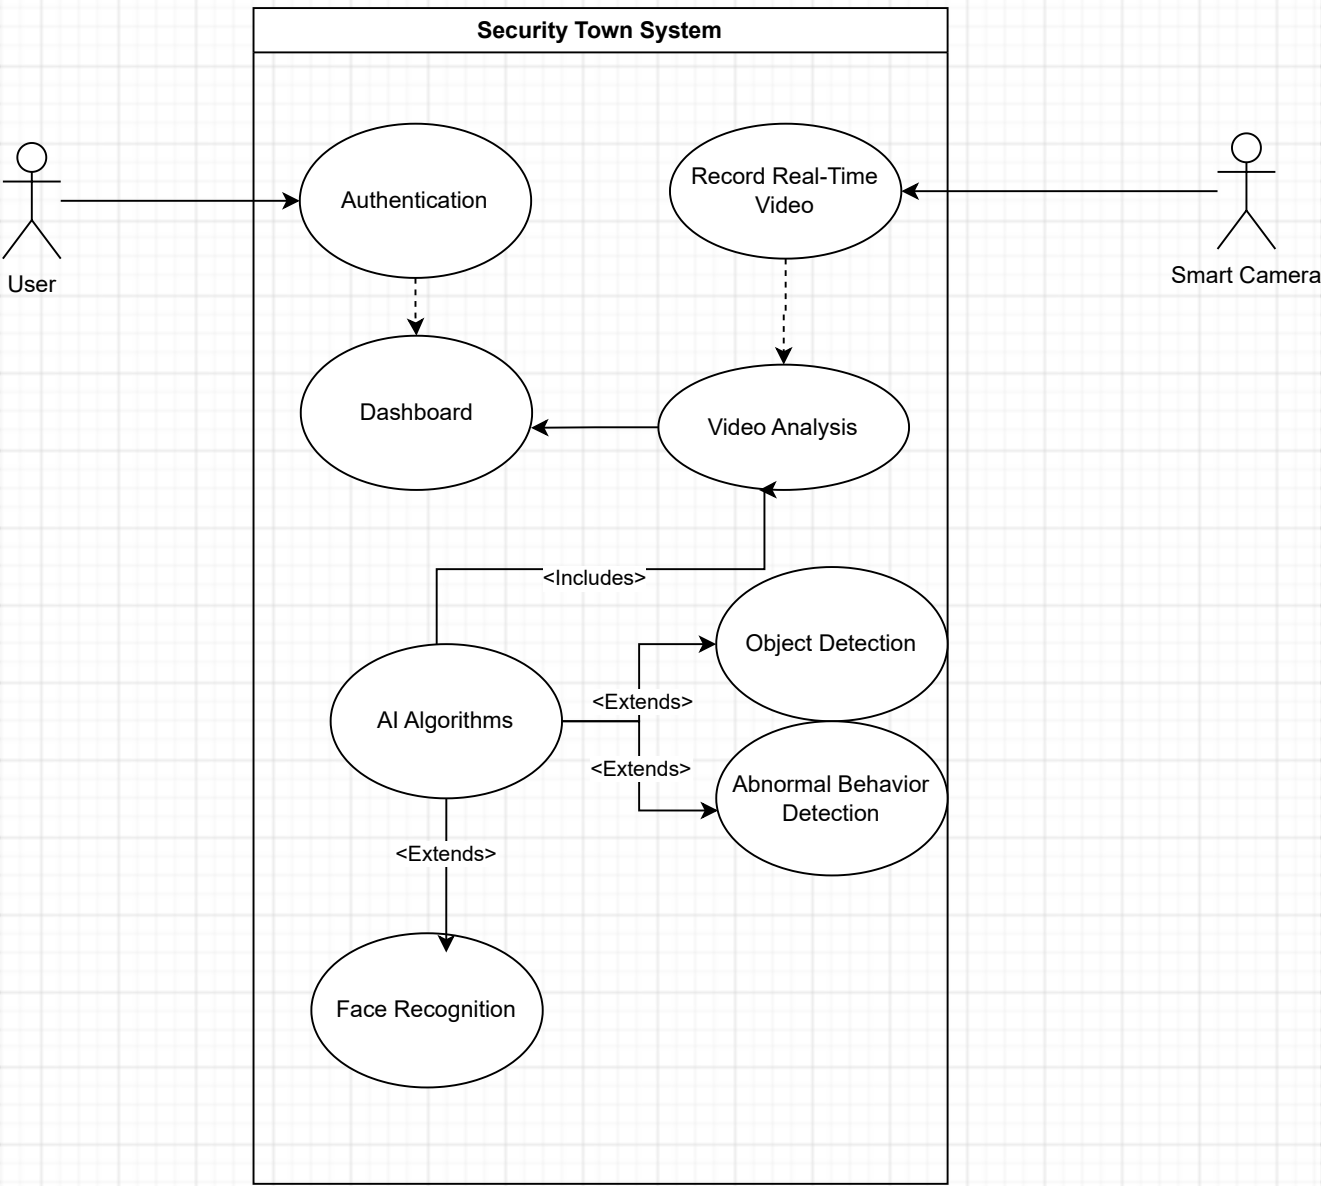 Security Town System
Authentication
Record Real-Time
Video
User
Smart Camera
Dashboard
Video Analysis
<Includes>
Object Detection
<Extends>
AI Algorithms
<Extends>
Abnormal Behavior
Detection
<Extends>
Face Recognition